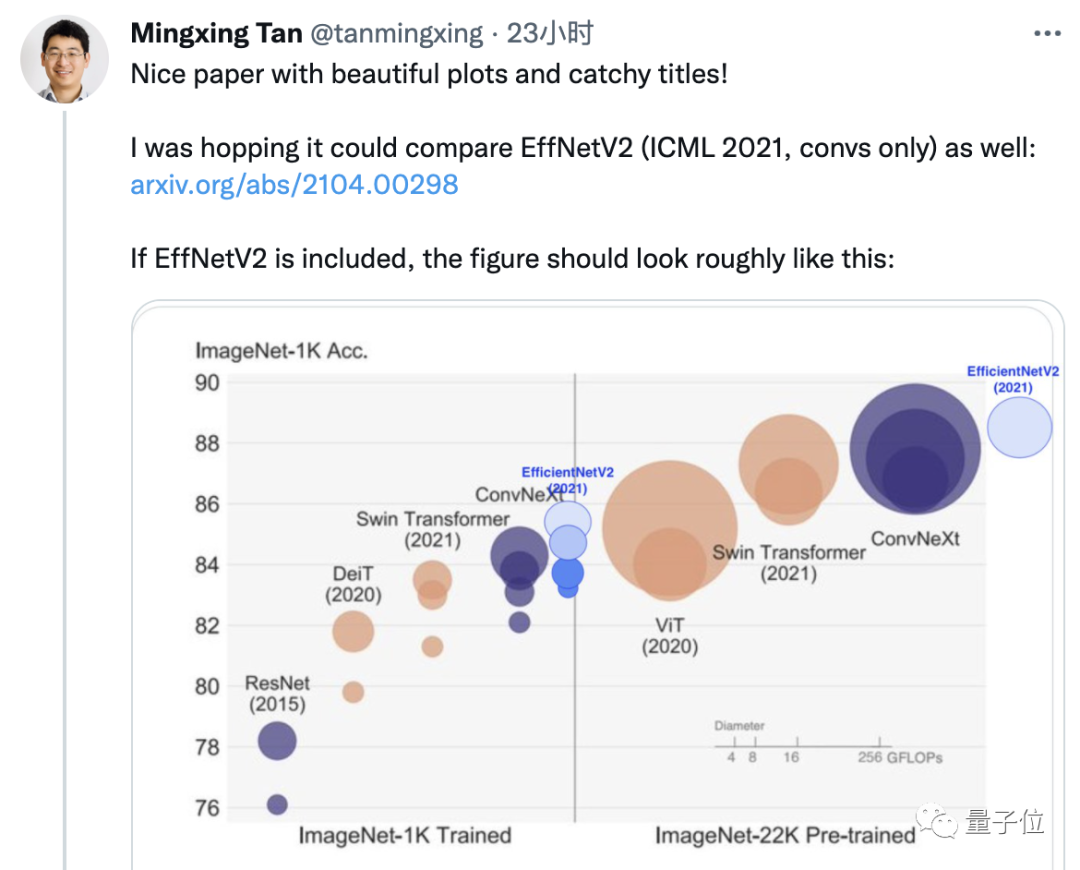 Mingxing Tan @tanmingxing · 23小时
Nice paper with beautiful plots and catchy titles!
I was hopping it could compare EffNetV2 (ICML 2021, convs only) as well:
arxiv.org/abs/2104.00298
If EffNetV2 is included, the figure should look roughly like this:
ImageNet-1K Acc.
90
88
86
84
82
80
78
76
ResNet
(2015)
DeiT
(2020)
Swin Transformer
(2021)
ConvNeXt
EfficientNetV2
(2021)
ViT
(2020)
Swin Transformer
(2021)
ConvNeXt
EfficientNetV2
(2021)
Diameter
4 8 16 256 GFLOPs
ImageNet-1K Trained
ImageNet-22K Pre-trained
量子位